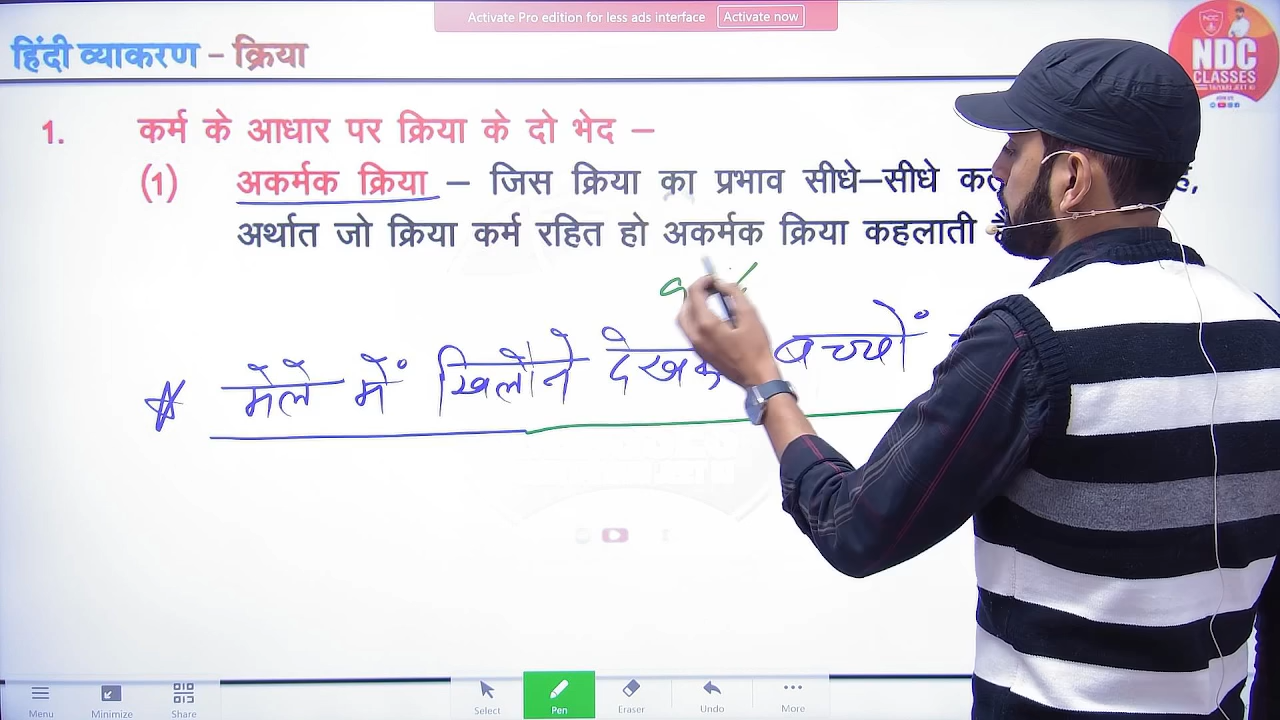 Activate Pro edition for less ads interface Activate now
हिंदी व्याकरण – क्रिया
NDC
CLASSES
1. कर्म के आधार पर क्रिया के दो भेद –
(1) अकर्मक क्रिया – जिस क्रिया का प्रभाव सीधे–सीधे
अर्थात जो क्रिया कर्म रहित हो अकर्मक क्रिया कहलाती
मेले में खिलौने बच्चों
Menu Minimize Share Select Pen Eraser Undo More